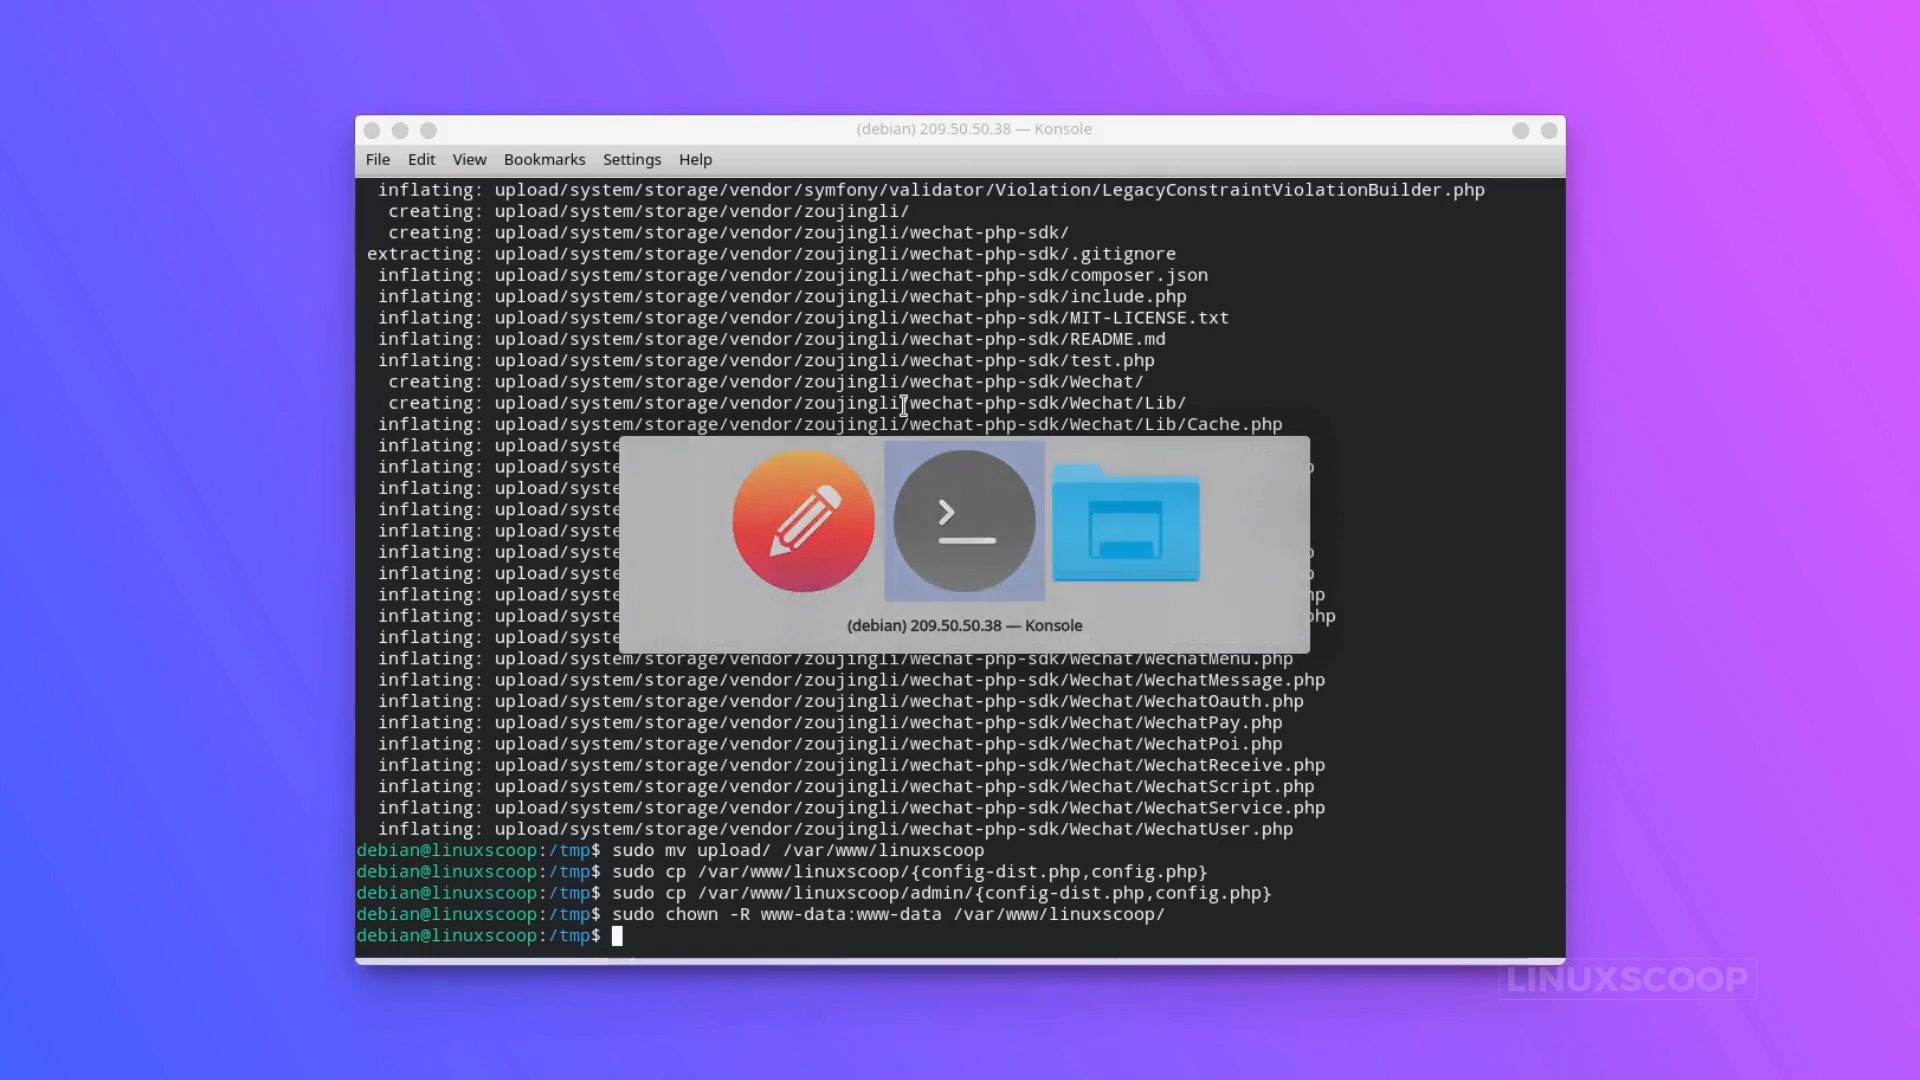 (debian) 209.50.50.38 — Konsole
File Edit View Bookmarks Settings Help
inflating: upload/system/storage/vendor/symfony/validator/Violation/LegacyConstraintViolationBuilder.php
creating: upload/system/storage/vendor/zoujingli/
creating: upload/system/storage/vendor/zoujingli/wechat-php-sdk/
extracting: upload/system/storage/vendor/zoujingli/wechat-php-sdk/.gitignore
inflating: upload/system/storage/vendor/zoujingli/wechat-php-sdk/composer.json
inflating: upload/system/storage/vendor/zoujingli/wechat-php-sdk/include.php
inflating: upload/system/storage/vendor/zoujingli/wechat-php-sdk/MIT-LICENSE.txt
inflating: upload/system/storage/vendor/zoujingli/wechat-php-sdk/README.md
inflating: upload/system/storage/vendor/zoujingli/wechat-php-sdk/test.php
creating: upload/system/storage/vendor/zoujingli/wechat-php-sdk/Wechat/
creating: upload/system/storage/vendor/zoujingli/wechat-php-sdk/Wechat/Lib/
inflating: upload/system/storage/vendor/zoujingli/wechat-php-sdk/Wechat/Lib/Cache.php
inflating: upload/syste
inflating: upload/syste p
inflating: upload/syste
inflating: upload/syste
inflating: upload/syste
inflating: upload/syste p
inflating: upload/syste p
inflating: upload/syste hp
inflating: upload/syste php
inflating: upload/syste
(debian) 209.50.50.38 — Konsole
inflating: upload/system/storage/vendor/zoujingli/wechat-php-sdk/Wechat/WechatMenu.php
inflating: upload/system/storage/vendor/zoujingli/wechat-php-sdk/Wechat/WechatMessage.php
inflating: upload/system/storage/vendor/zoujingli/wechat-php-sdk/Wechat/WechatOauth.php
inflating: upload/system/storage/vendor/zoujingli/wechat-php-sdk/Wechat/WechatPay.php
inflating: upload/system/storage/vendor/zoujingli/wechat-php-sdk/Wechat/WechatPoi.php
inflating: upload/system/storage/vendor/zoujingli/wechat-php-sdk/Wechat/WechatReceive.php
inflating: upload/system/storage/vendor/zoujingli/wechat-php-sdk/Wechat/WechatScript.php
inflating: upload/system/storage/vendor/zoujingli/wechat-php-sdk/Wechat/WechatService.php
inflating: upload/system/storage/vendor/zoujingli/wechat-php-sdk/Wechat/WechatUser.php
debian@linuxscoop:/tmp$ sudo mv upload/ /var/www/linuxscoop
debian@linuxscoop:/tmp$ sudo cp /var/www/linuxscoop/{config-dist.php,config.php}
debian@linuxscoop:/tmp$ sudo cp /var/www/linuxscoop/admin/{config-dist.php,config.php}
debian@linuxscoop:/tmp$ sudo chown -R www-data:www-data /var/www/linuxscoop/
debian@linuxscoop:/tmp$
LINUXSCOOP